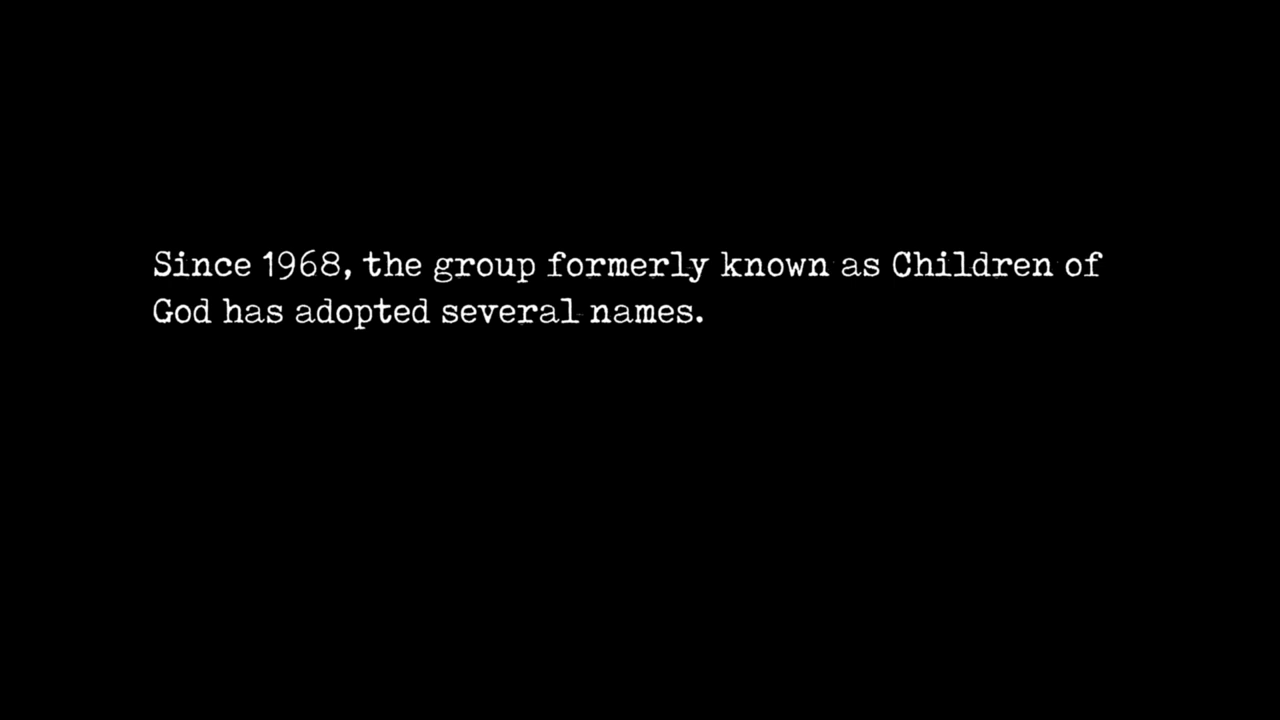 Since 1968, the group formerly known as Children of
God has adopted several names.